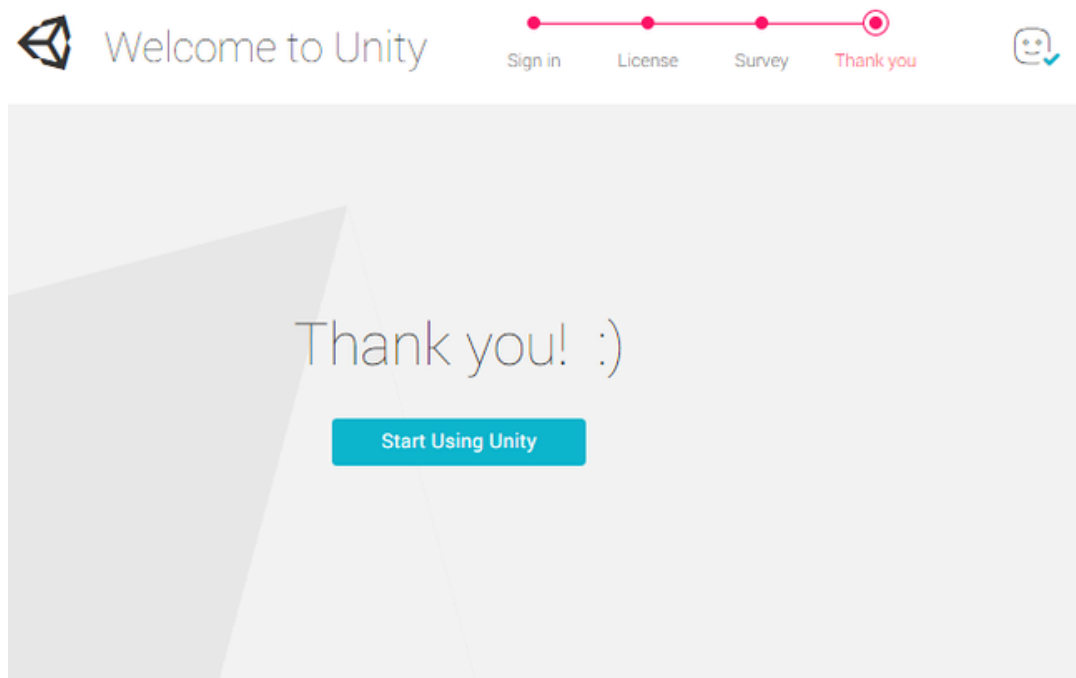 Welcome to Unity
Sign in
License
Survey
Thank you
Thank you! :)
Start Using Unity